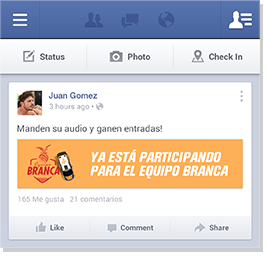 Status
Photo
Check In
Juan Gomez
3 hours ago •
Manden su audio y ganen entradas!
BRANCA
YA ESTÁ PARTICIPANDO
PARA EL EQUIPO BRANCA
165 Me gusta 21 comentarios
Like
Comment
Share